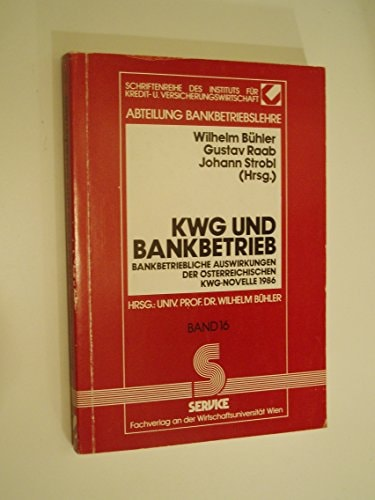 SCHRIFTENREIHE DES INSTITUTS FÜR
KREDIT- U. VERSICHERUNGSWIRTSCHAFT
ABTEILUNG BANKBETRIEBSLEHRE
Wilhelm Bühler
Gustav Raab
Johann Strobl
(Hrsg.)
KWG UND
BANKBETRIEB
BANKBETRIEBLICHE AUSWIRKUNGEN
DER ÖSTERREICHISCHEN
KWG-NOVELLE 1986
HRSG.: UNIV. PROF. DR. WILHELM BÜHLER
BAND 16
S
SERVICE
Fachverlag an der Wirtschaftsuniversität Wien